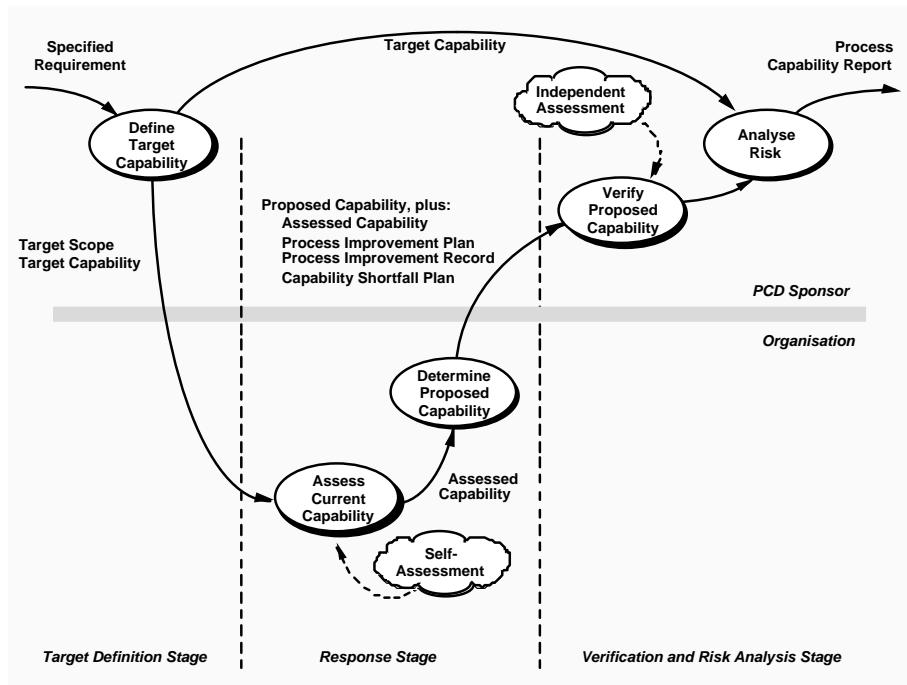 Specified
Requirement
Target Capability
Process
Capability Report
Independent
Assessment
Define
Target
Capability
Analyse
Risk
Verify
Proposed
Capability
Proposed Capability, plus:
Assessed Capability
Process Improvement Plan
Process Improvement Record
Capability Shortfall Plan
Target Scope
Target Capability
PCD Sponsor
Organisation
Determine
Proposed
Capability
Assess
Current
Capability
Assessed
Capability
Self-
Assessment
Target Definition Stage
Response Stage
Verification and Risk Analysis Stage